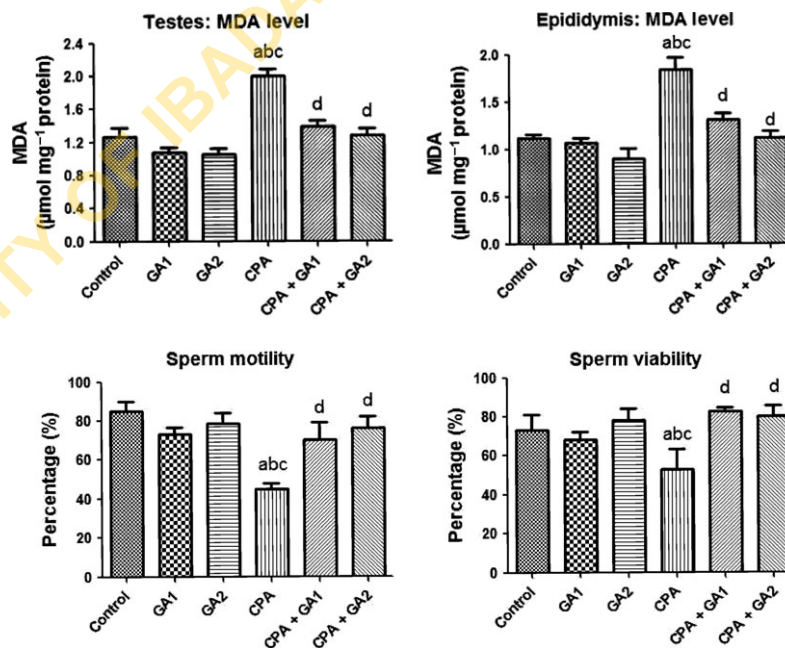 Testes: MDA level
MDA
(µmol mg⁻¹ protein)
2.4
2.0
1.6
1.2
0.8
0.4
0.0
abc
d
d
Control
GA1
GA2
CPA
CPA + GA1
CPA + GA2
Epididymis: MDA level
MDA
(µmol mg⁻¹ protein)
2.0
1.5
1.0
0.5
0.0
abc
d
d
Control
GA1
GA2
CPA
CPA + GA1
CPA + GA2
Sperm motility
Percentage (%)
100
80
60
40
20
0
abc
d
d
Control
GA1
GA2
CPA
CPA + GA1
CPA + GA2
Sperm viability
Percentage (%)
100
80
60
40
20
0
abc
d
d
Control
GA1
GA2
CPA
CPA + GA1
CPA + GA2
TY OF IBADA